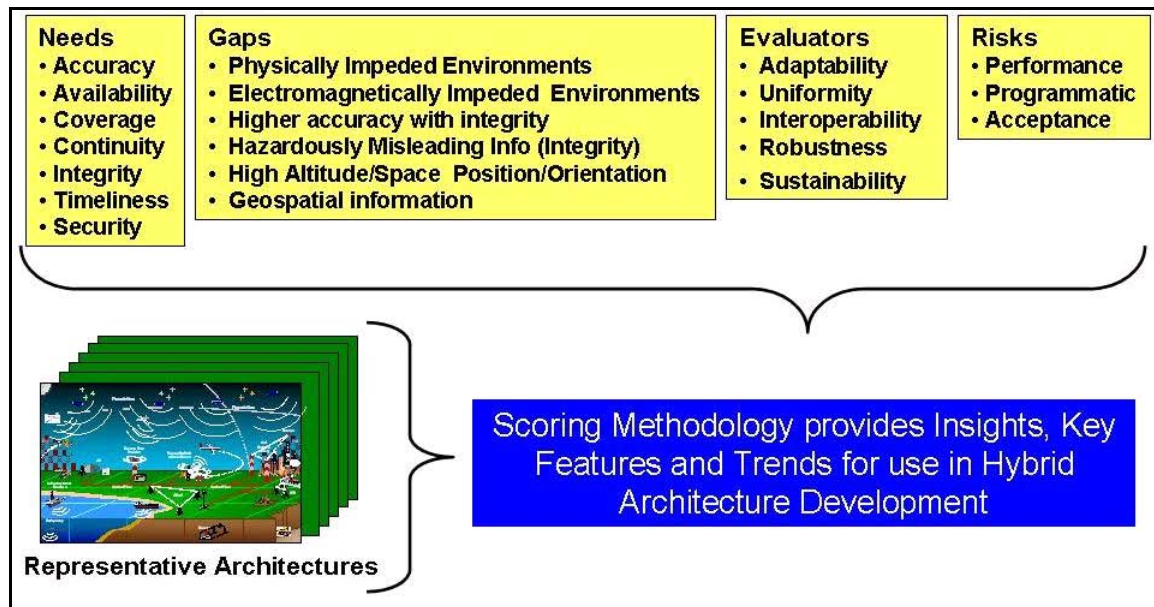 Needs
• Accuracy
• Availability
• Coverage
• Continuity
• Integrity
• Timeliness
• Security
Gaps
• Physically Impeded Environments
• Electromagnetically Impeded Environments
• Higher accuracy with integrity
• Hazardously Misleading Info (Integrity)
• High Altitude/Space Position/Orientation
• Geospatial information
Evaluators
• Adaptability
• Uniformity
• Interoperability
• Robustness
• Sustainability
Risks
• Performance
• Programmatic
• Acceptance
Scoring Methodology provides Insights, Key
Features and Trends for use in Hybrid
Architecture Development
Representative Architectures